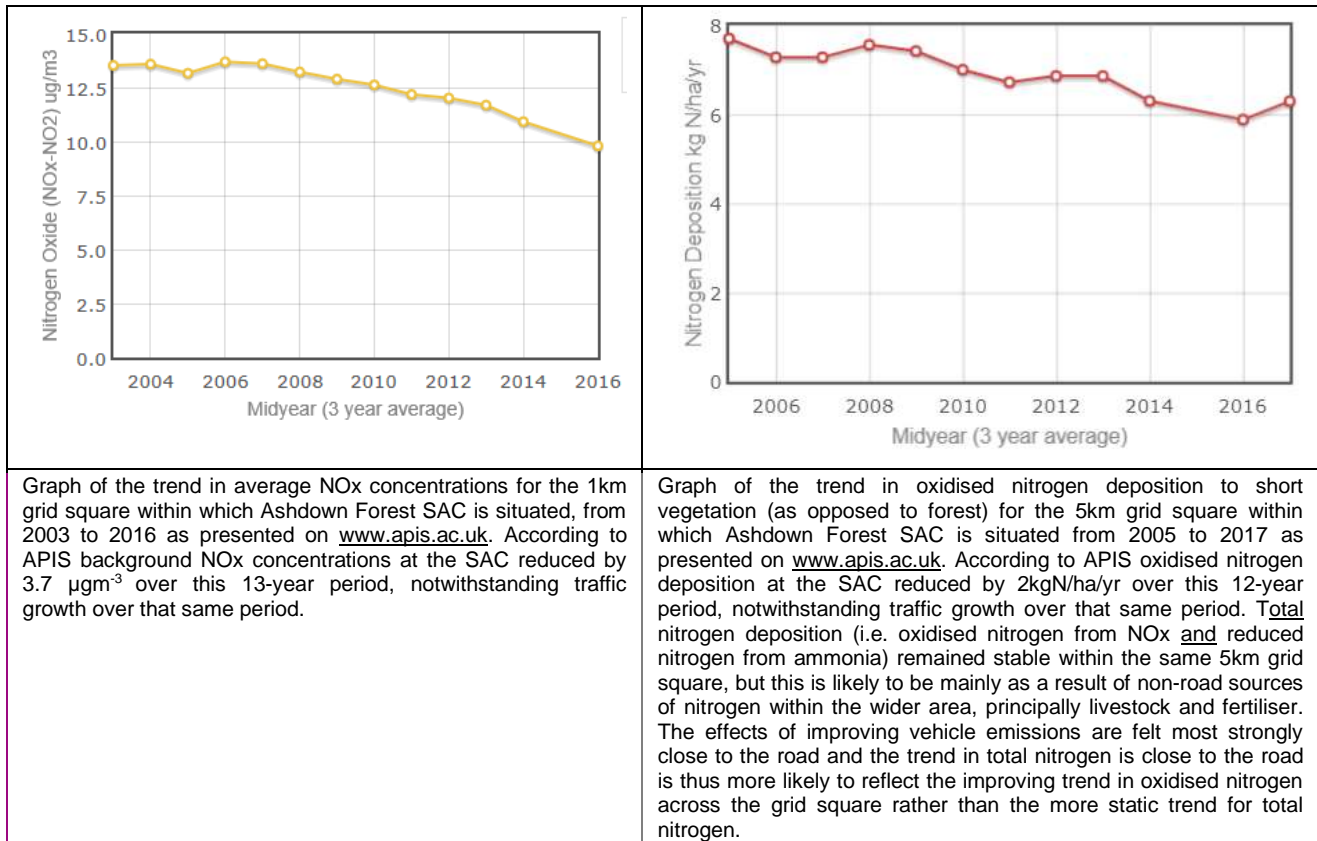 15.0
12.5
10.0
7.5
5.0
2.5
0.0
Nitrogen Oxide (NOx-NO2) ug/m3
2004 2006 2008 2010 2012 2014 2016
Midyear (3 year average)
8
6
4
2
0
Nitrogen Deposition kg N/ha/yr
2006 2008 2010 2012 2014 2016
Midyear (3 year average)
Graph of the trend in average NOx concentrations for the 1km
grid square within which Ashdown Forest SAC is situated, from
2003 to 2016 as presented on www.apis.ac.uk. According to
APIS background NOx concentrations at the SAC reduced by
3.7 µgm-3 over this 13-year period, notwithstanding traffic
growth over that same period.
Graph of the trend in oxidised nitrogen deposition to short
vegetation (as opposed to forest) for the 5km grid square within
which Ashdown Forest SAC is situated from 2005 to 2017 as
presented on www.apis.ac.uk. According to APIS oxidised nitrogen
deposition at the SAC reduced by 2kgN/ha/yr over this 12-year
period, notwithstanding traffic growth over that same period. Total
nitrogen deposition (i.e. oxidised nitrogen from NOx and reduced
nitrogen from ammonia) remained stable within the same 5km grid
square, but this is likely to be mainly as a result of non-road sources
of nitrogen within the wider area, principally livestock and fertiliser.
The effects of improving vehicle emissions are felt most strongly
close to the road and the trend in total nitrogen is close to the road
is thus more likely to reflect the improving trend in oxidised nitrogen
across the grid square rather than the more static trend for total
nitrogen.